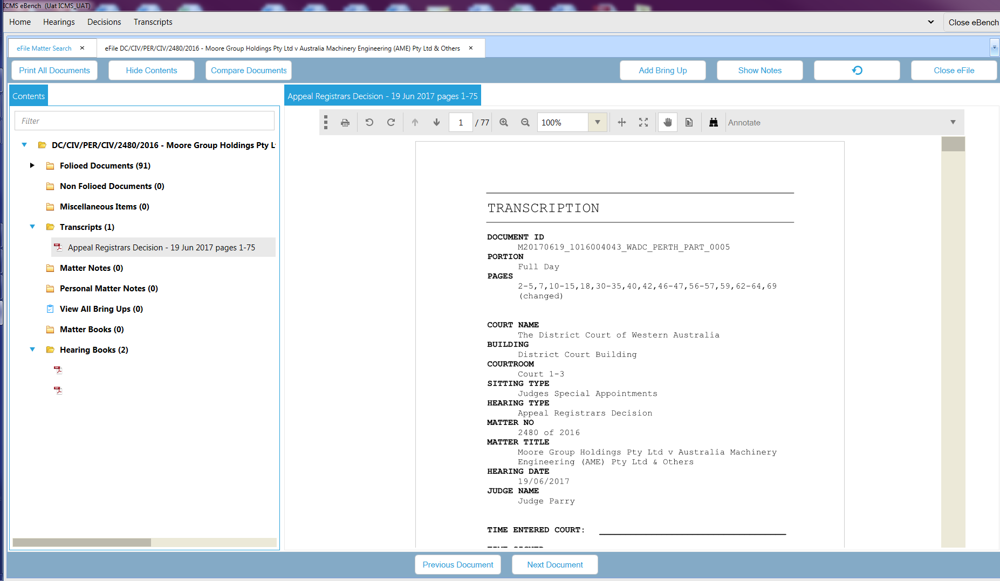 ICMS eBench (Uat ICMS_UAT)
Home Hearings Decisions Transcripts Close eBench
eFile Matter Search × eFile DC/CIV/PER/CIV/2480/2016 - Moore Group Holdings Pty Ltd v Australia Machinery Engineering (AME) Pty Ltd & Others ×
Print All Documents Hide Contents Compare Documents Add Bring Up Show Notes Close eFile
Contents
Filter
DC/CIV/PER/CIV/2480/2016 - Moore Group Holdings Pty L
Folioed Documents (91)
Non Folioed Documents (0)
Miscellaneous Items (0)
Transcripts (1)
Appeal Registrars Decision - 19 Jun 2017 pages 1-75
Matter Notes (0)
Personal Matter Notes (0)
View All Bring Ups (0)
Matter Books (0)
Hearing Books (2)
Appeal Registrars Decision - 19 Jun 2017 pages 1-75
1 / 77 100% Annotate
TRANSCRIPTION
DOCUMENT ID
M20170619_1016004043_WADC_PERTH_PART_0005
PORTION
Full Day
PAGES
2-5,7,10-15,18,30-35,40,42,46-47,56-57,59,62-64,69
(changed)
COURT NAME
The District Court of Western Australia
BUILDING
District Court Building
COURTROOM
Court 1-3
SITTING TYPE
Judges Special Appointments
HEARING TYPE
Appeal Registrars Decision
MATTER NO
2480 of 2016
MATTER TITLE
Moore Group Holdings Pty Ltd v Australia Machinery
Engineering (AME) Pty Ltd & Others
HEARING DATE
19/06/2017
JUDGE NAME
Judge Parry
TIME ENTERED COURT:
Previous Document Next Document